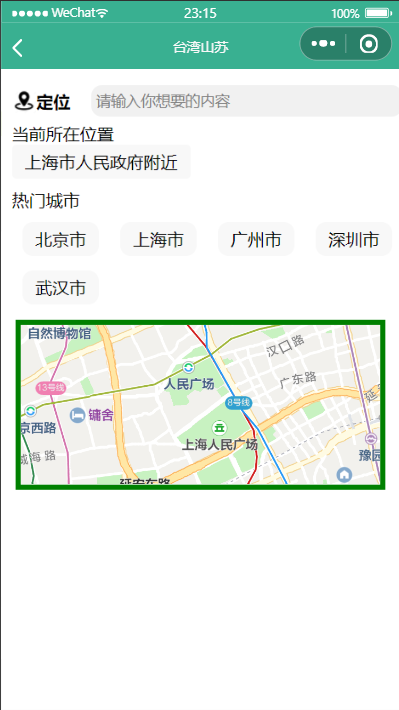 WeChat 23:15 100%
台湾山苏
定位 请输入你想要的内容
当前所在位置
上海市人民政府附近
热门城市
北京市 上海市 广州市 深圳市
武汉市
自然博物馆
汉口路
人民广场
广东路
13号线
8号线
镛舍
京西路
上海人民广场
豫园
城海路
延安东路